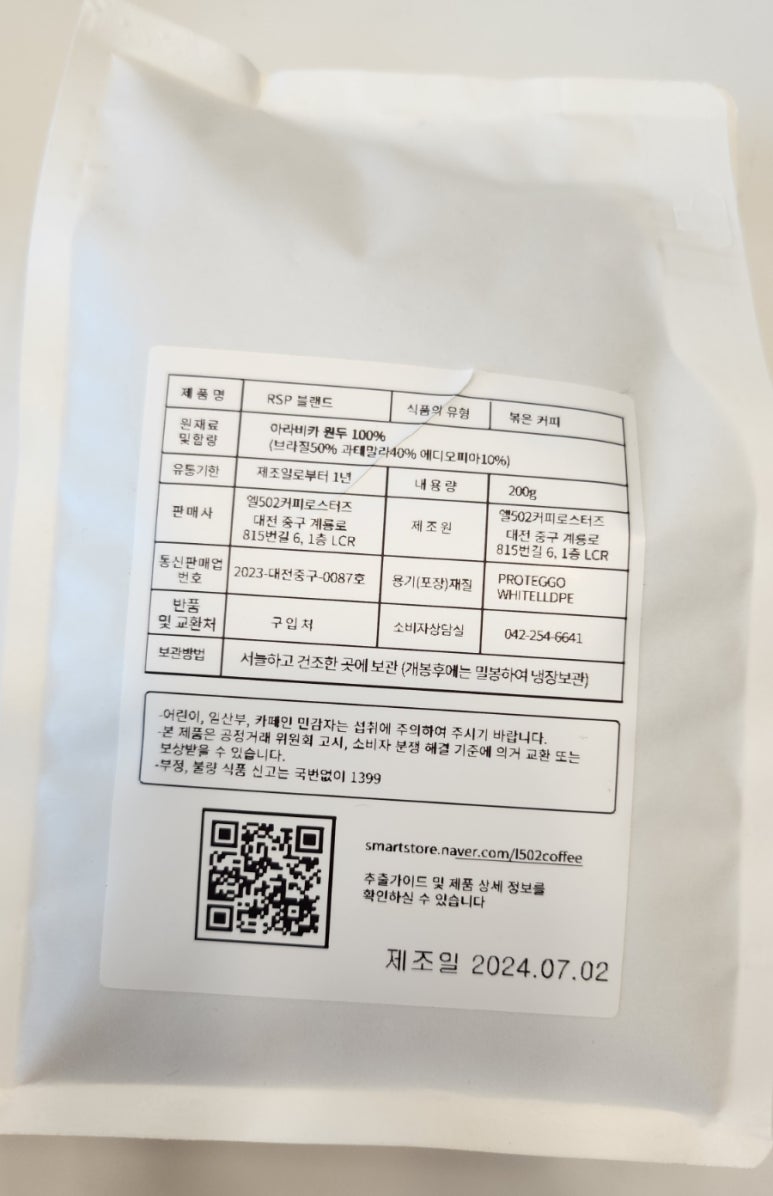 제품명 RSP 블랜드 식품의 유형 볶은 커피
원재료 및함량 아라비카 원두 100%
(브라질50% 과테말라40% 에디오피아10%)
유통기한 제조일로부터 1년 내용량 200g
판매사 엘502커피로스터즈
대전 중구 계룡로
815번길 6, 1층 LCR
제조원 엘502커피로스터즈
대전 중구 계룡로
815번길 6, 1층 LCR
통신판매업
번호
2023-대전중구-0087호
용기(포장)재질
PROTEGGO
WHITELLDPE
반품
및 교환처
구입처
소비자상담실
042-254-6641
보관방법 서늘하고 건조한 곳에 보관 (개봉후에는 밀봉하여 냉장보관)
-어린이, 임산부, 카페인 민감자는 섭취에 주의하여 주시기 바랍니다.
-본 제품은 공정거래 위원회 고시, 소비자 분쟁 해결 기준에 의거 교환 또는
보상받을 수 있습니다.
-부정, 불량 식품 신고는 국번없이 1399
smartstore.naver.com/l502coffee
추출가이드 및 제품 상세 정보를
확인하실 수 있습니다
제조일 2024.07.02